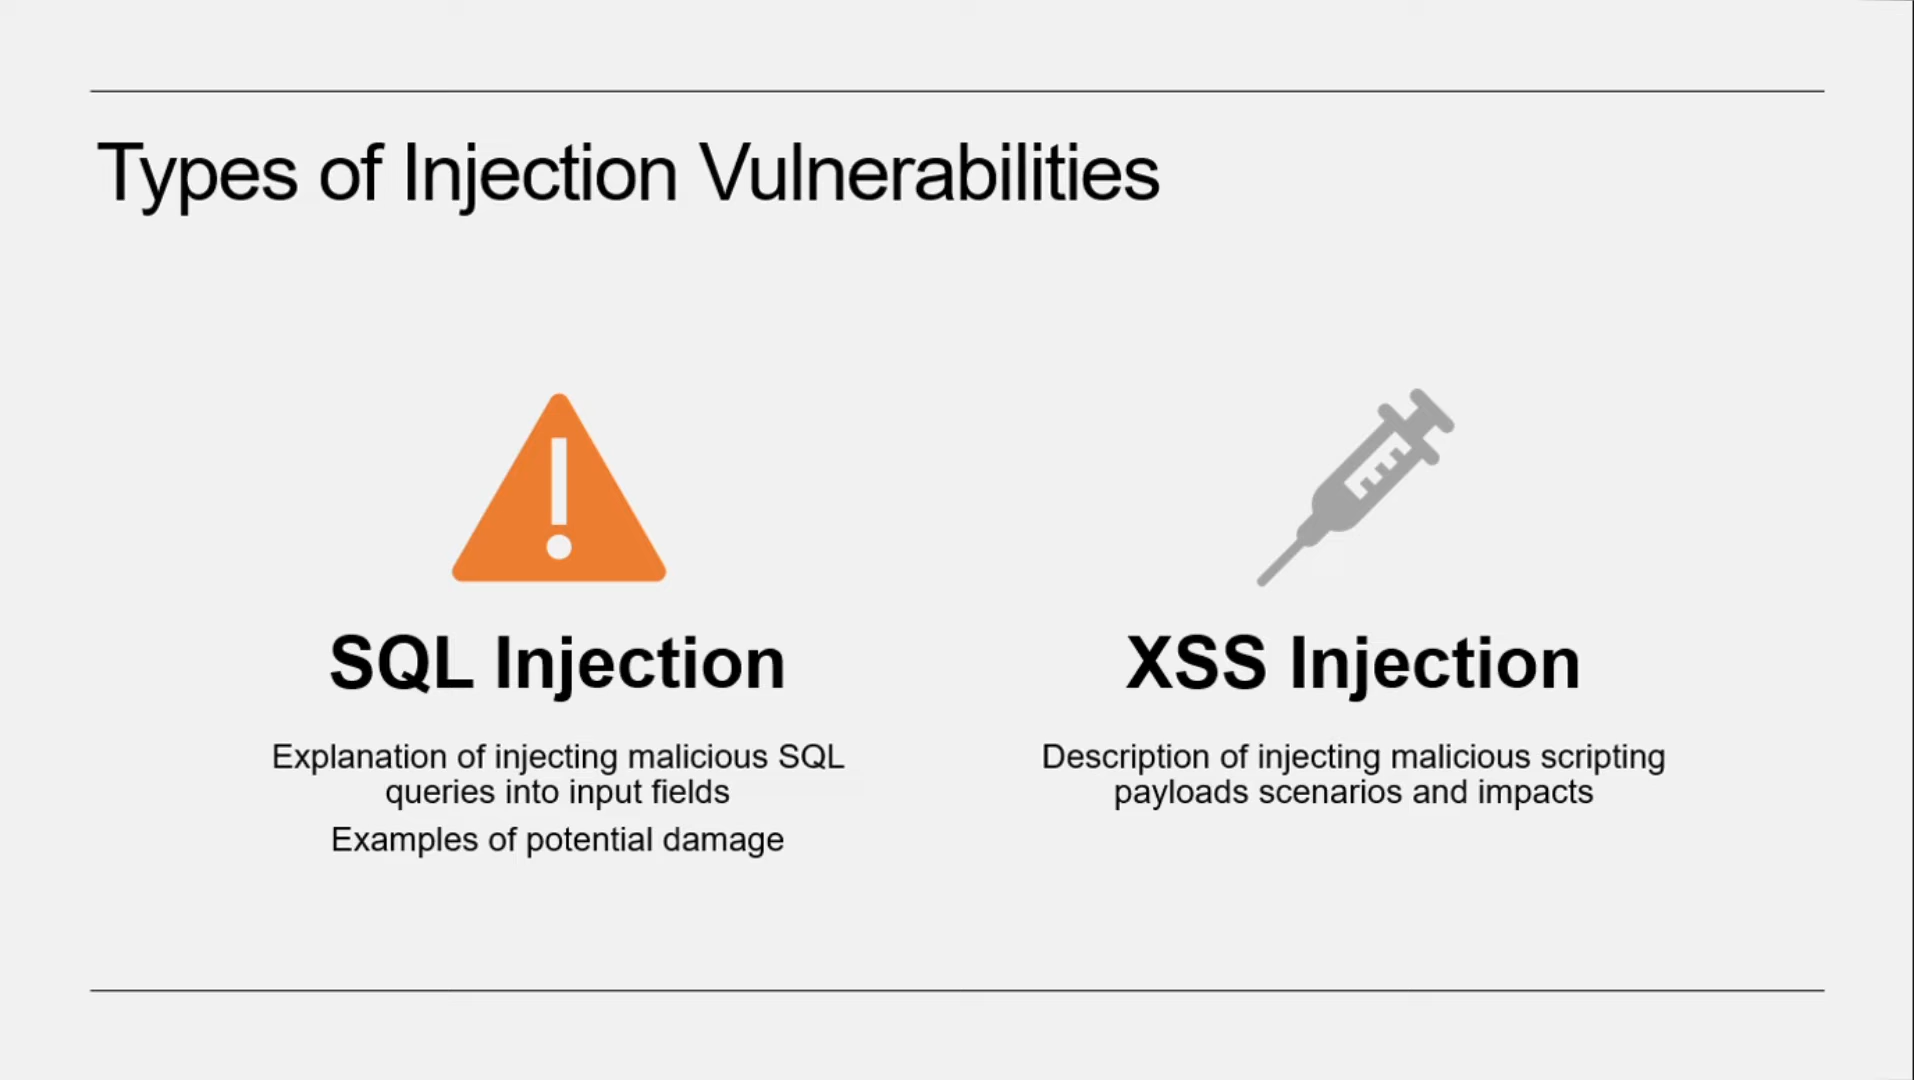 Types of Injection Vulnerabilities
SQL Injection
Explanation of injecting malicious SQL
queries into input fields
Examples of potential damage
XSS Injection
Description of injecting malicious scripting
payloads scenarios and impacts